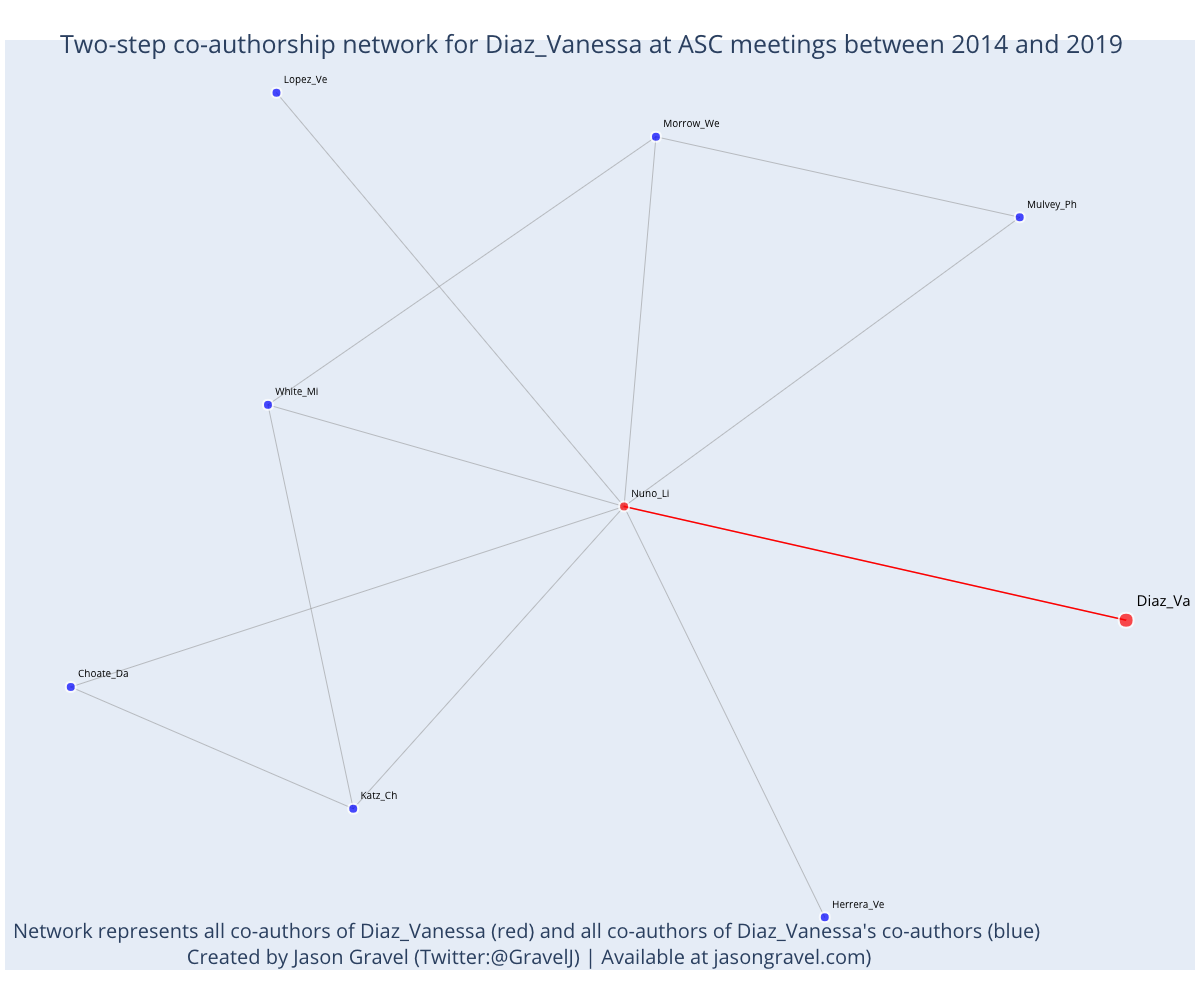 Two-step co-authorship network for Diaz_Vanessa at ASC meetings between 2014 and 2019
Lopez_Ve
Morrow_We
Mulvey_Ph
White_Mi
Nuno_Li
Diaz_Va
Choate_Da
Katz_Ch
Herrera_Ve
Network represents all co-authors of Diaz_Vanessa (red) and all co-authors of Diaz_Vanessa's co-authors (blue)
Created by Jason Gravel (Twitter:@GravelJ) | Available at jasongravel.com)